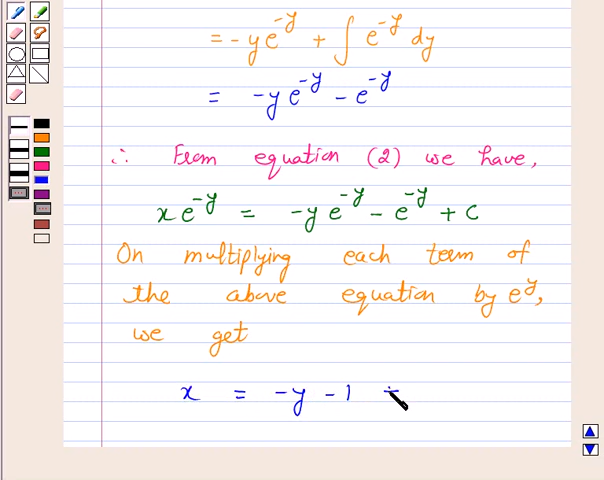 = -ye^{-y} + ∫ e^{-y} dy
= -ye^{-y} - e^{-y}
∴ From equation (2) we have,
xe^{-y} = -ye^{-y} - e^{-y} + C
On multiplying each term of
the above equation by e^y,
we get
x = -y - 1